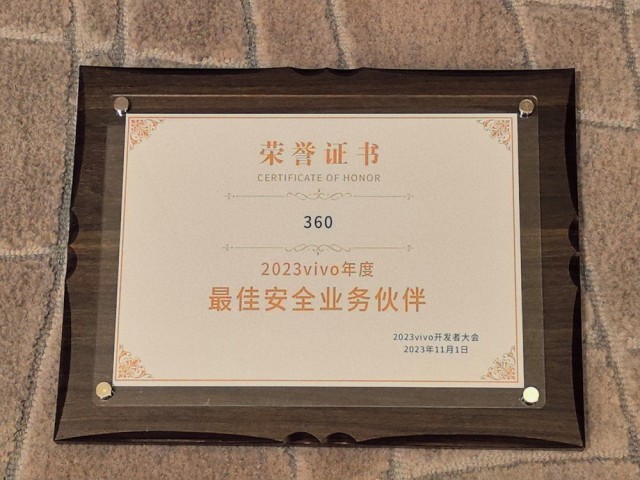 荣誉证书
CERTIFICATE OF HONOR
360
2023vivo年度
最佳安全业务伙伴
2023vivo开发者大会
2023年11月1日